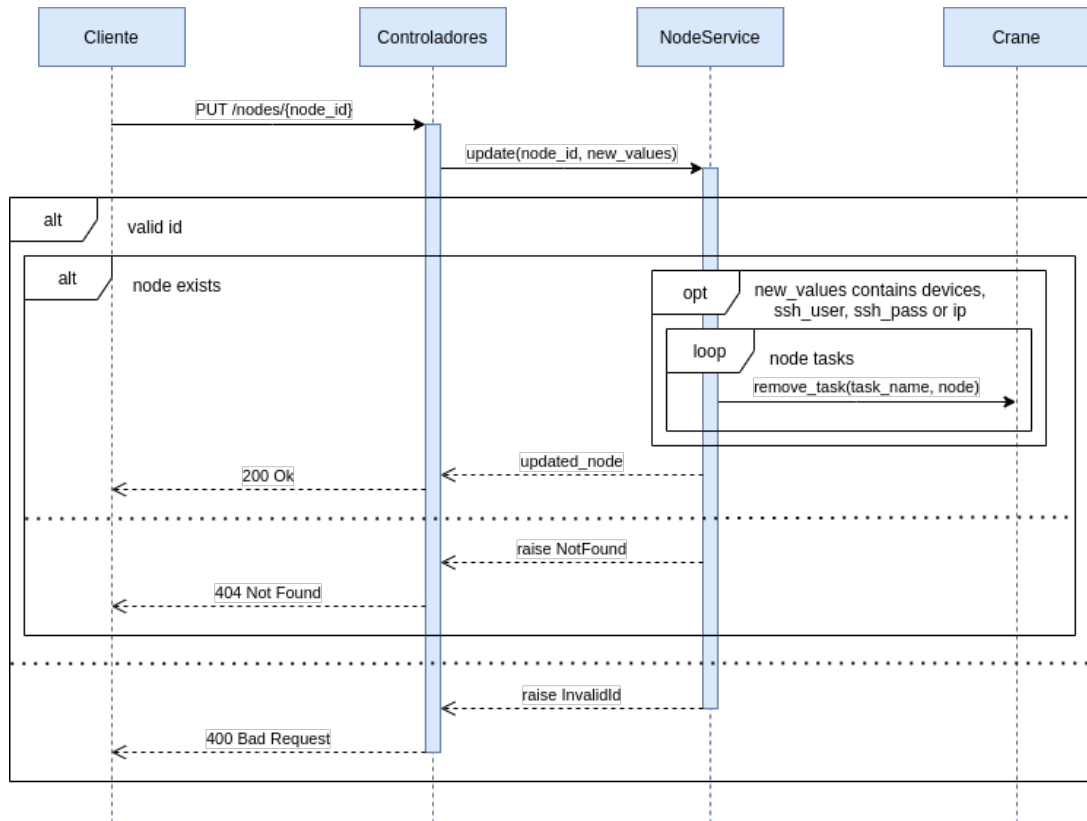 Cliente
Controladores
NodeService
Crane
PUT /nodes/{node_id}
update(node_id, new_values)
alt
valid id
alt
node exists
opt
new_values contains devices,
ssh_user, ssh_pass or ip
loop
node tasks
remove_task(task_name, node)
updated_node
200 Ok
raise NotFound
404 Not Found
raise InvalidId
400 Bad Request